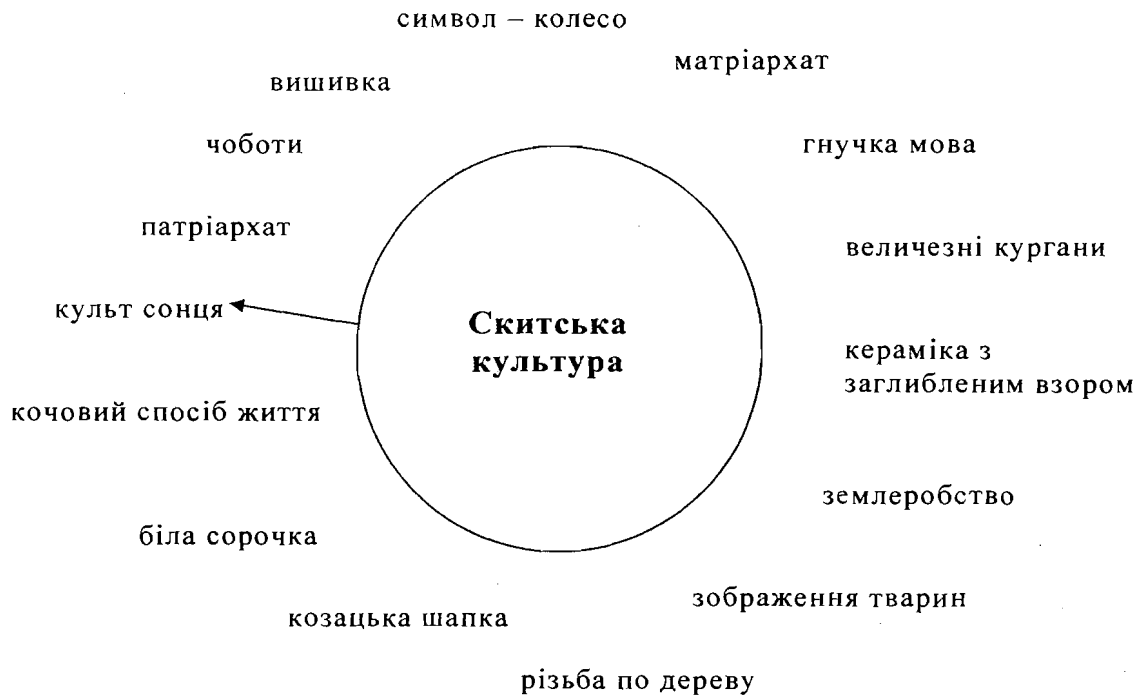 символ – колесо
матріархат
вишивка
чоботи
гнучка мова
патріархат
величезні кургани
культ сонця
Скитська
культура
кераміка з
заглибленим взором
кочовий спосіб життя
землеробство
біла сорочка
зображення тварин
козацька шапка
різьба по дереву